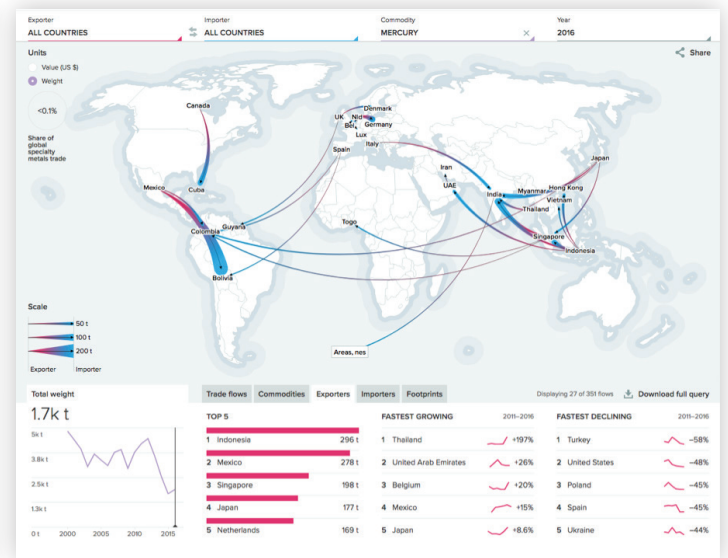 Exporter
ALL COUNTRIES
Importer
ALL COUNTRIES
Commodity
MERCURY
Year
2016
Units
Value (US $)
Weight
<0.1%
Share of
global
specialty
metals trade
Share
Canada
Denmark
UK
Nld
Bel
Germany
Lux
Italy
Spain
Japan
Iran
Mexico
Cuba
UAE
India
Myanmar
Hong Kong
Vietnam
Thailand
Guyana
Colombia
Togo
Singapore
Indonesia
Bolivia
Areas, nes
Scale
50 t
100 t
200 t
Exporter
Importer
Total weight
1.7k t
5k t
3.8k t
2.5k t
1.3k t
0 t
2000
2005
2010
2015
Trade flows
Commodities
Exporters
Importers
Footprints
Displaying 27 of 351 flows
Download full query
TOP 5
1 Indonesia 296 t
2 Mexico 278 t
3 Singapore 198 t
4 Japan 177 t
5 Netherlands 169 t
FASTEST GROWING 2011–2016
1 Thailand +197%
2 United Arab Emirates +26%
3 Belgium +20%
4 Mexico +15%
5 Japan +8.6%
FASTEST DECLINING 2011–2016
1 Turkey –58%
2 United States –48%
3 Poland –45%
4 Spain –45%
5 Ukraine –44%